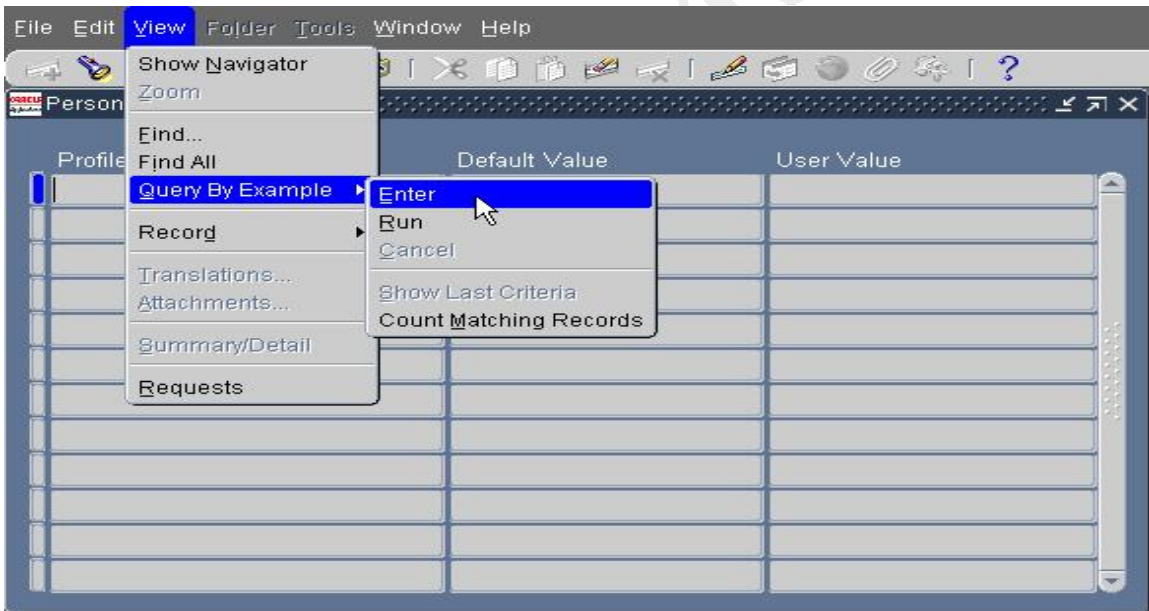 File Edit View Folder Tools Window Help
Show Navigator
Zoom
ORACLE
Person
Find...
Profile
Find All
Default Value
User Value
Query By Example
Enter
Run
Record
Cancel
Translations...
Show Last Criteria
Attachments...
Count Matching Records
Summary/Detail
Requests